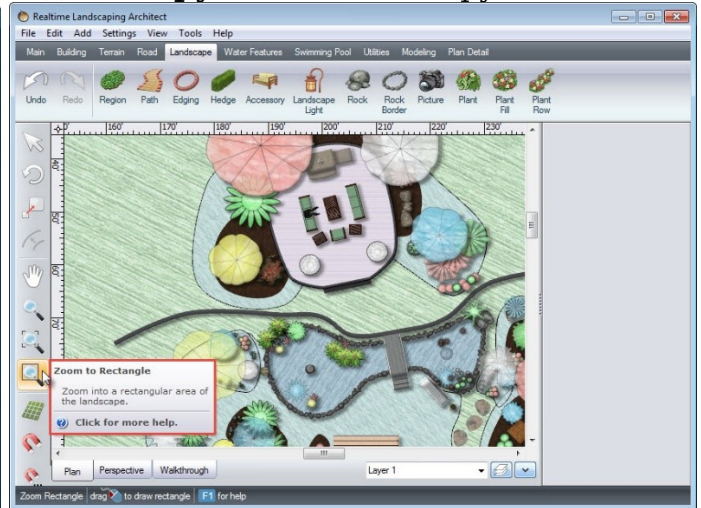 Realtime Landscaping Architect
File Edit Add Settings View Tools Help
Main Building Terrain Road Landscape Water Features Swimming Pool Utilities Modeling Plan Detail
Undo Redo Region Path Edging Hedge Accessory Landscape Light Rock Rock Border Picture Plant Plant Fill Plant Row
160' 170' 180' 190' 200' 210' 220' 230'
40'
50'
60'
70'
Zoom to Rectangle
Zoom into a rectangular area of
the landscape.
Click for more help.
Plan Perspective Walkthrough Layer 1
Zoom Rectangle drag to draw rectangle F1 for help